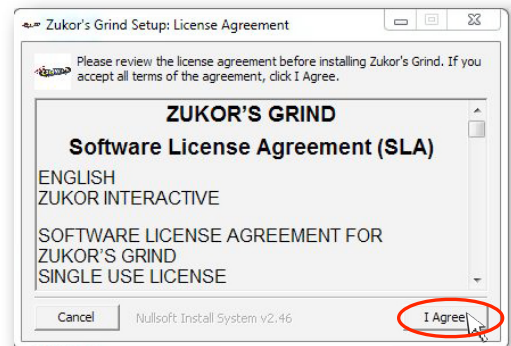 Zukor's Grind Setup: License Agreement
Please review the license agreement before installing Zukor's Grind. If you
accept all terms of the agreement, click I Agree.
ZUKOR'S GRIND
Software License Agreement (SLA)
ENGLISH
ZUKOR INTERACTIVE
SOFTWARE LICENSE AGREEMENT FOR
ZUKOR'S GRIND
SINGLE USE LICENSE
Cancel
Nullsoft Install System v2.46
I Agree